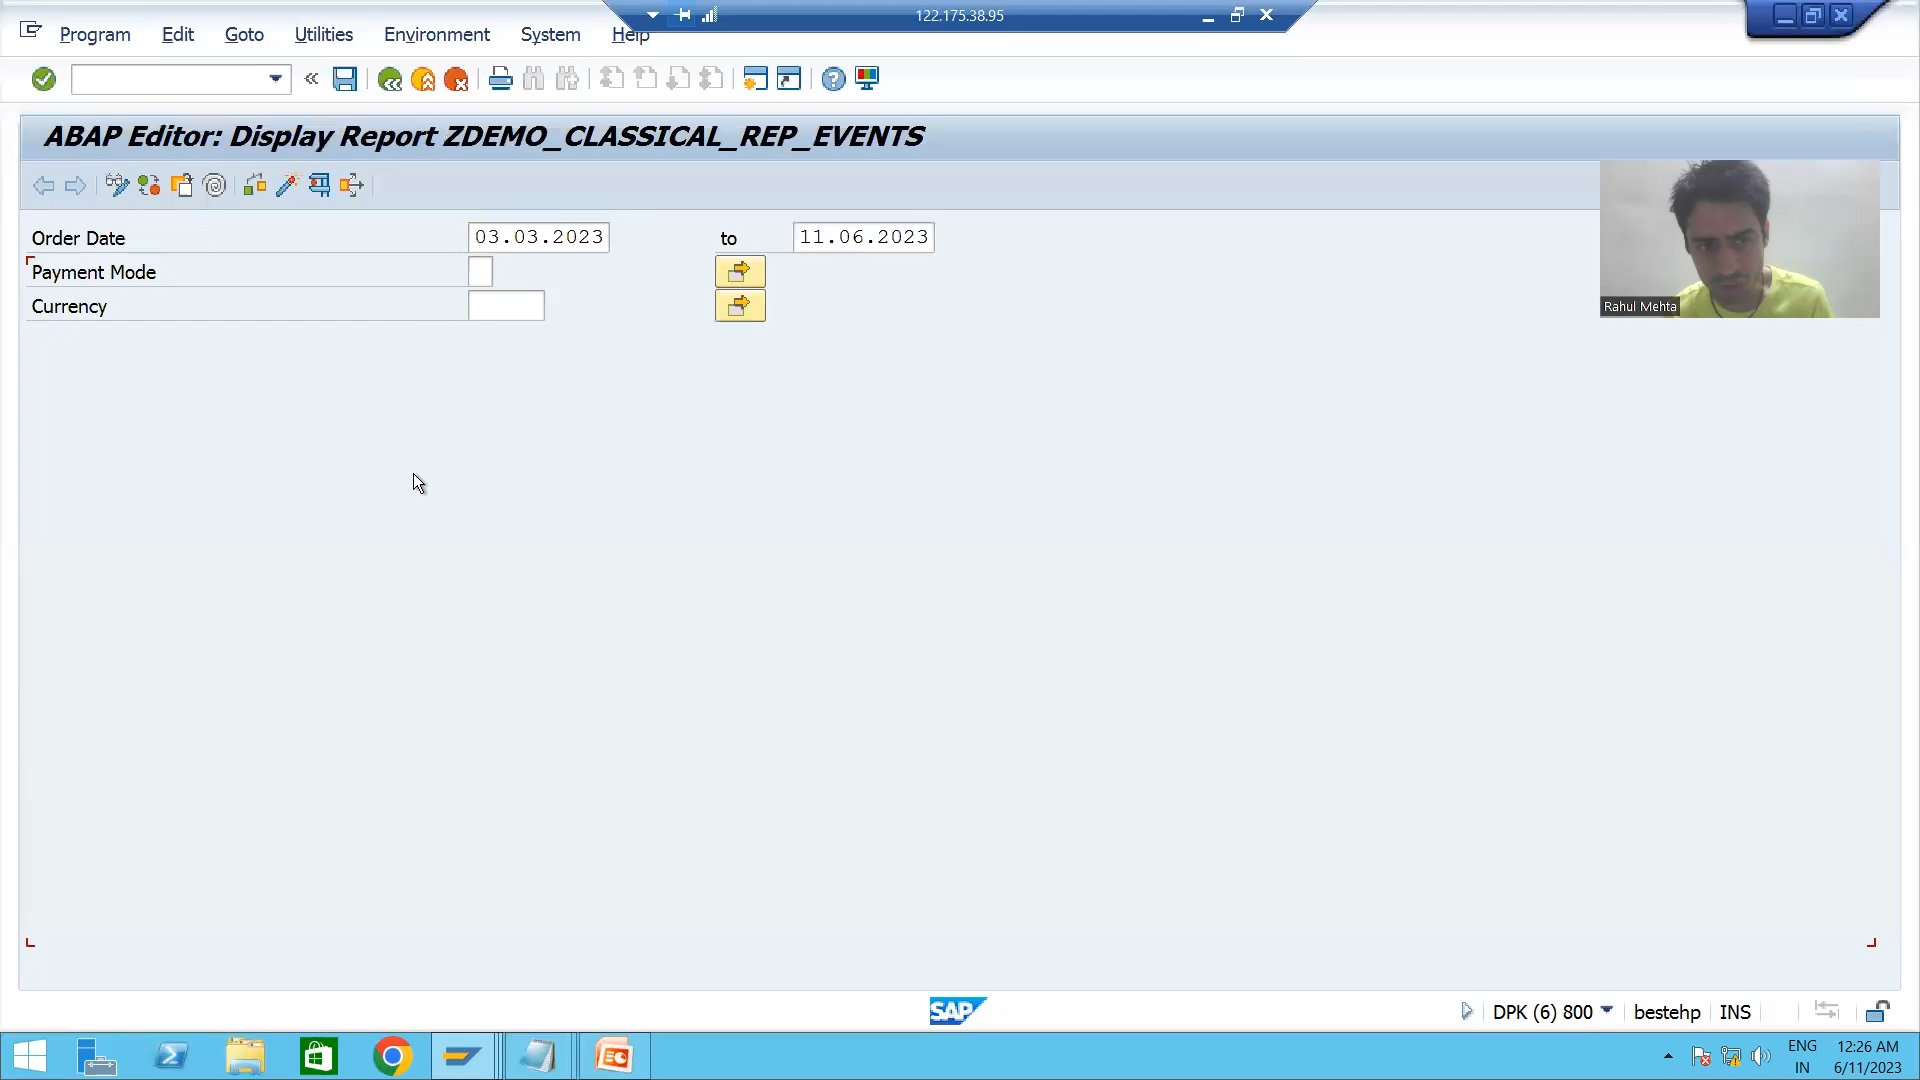 122.175.38.95
Program Edit Goto Utilities Environment System Help
ABAP Editor: Display Report ZDEMO_CLASSICAL_REP_EVENTS
Order Date 03.03.2023 to 11.06.2023
Payment Mode
Currency
Rahul Mehta
SAP DPK (6) 800 bestehp INS
ENG 12:26 AM
IN 6/11/2023